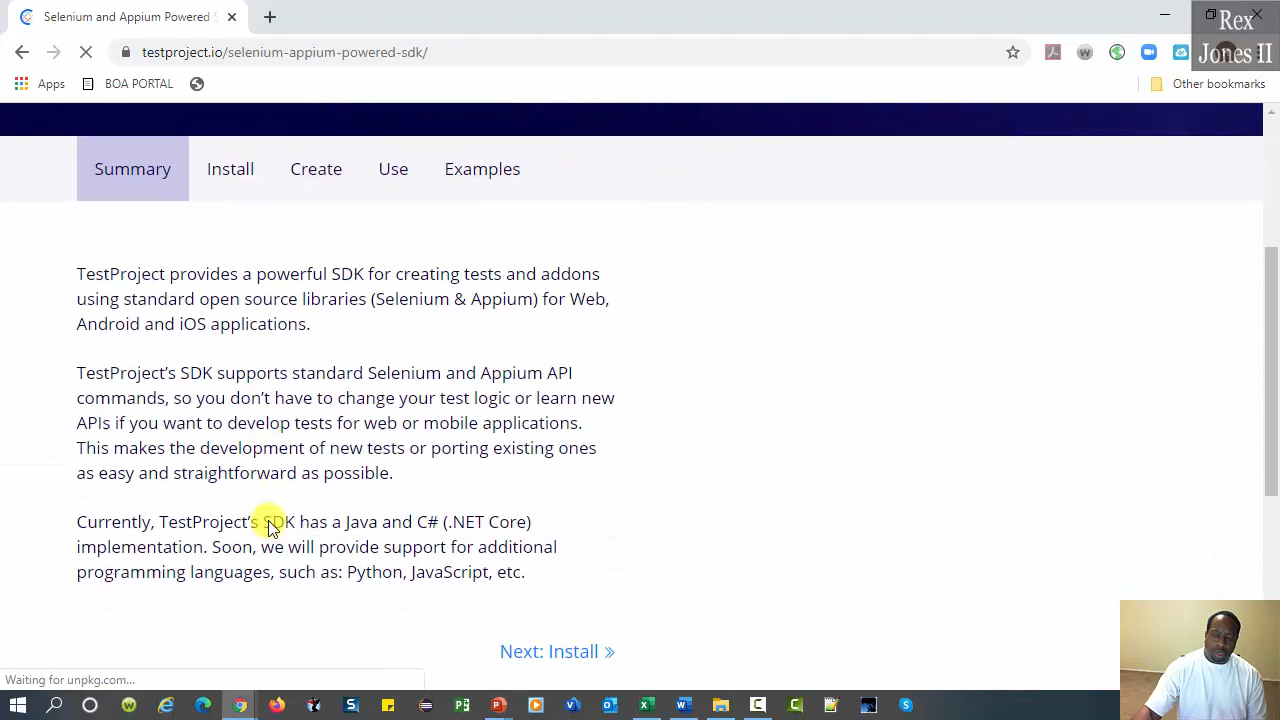 Selenium and Appium Powered S
Rex
Jones II
testproject.io/selenium-appium-powered-sdk/
Apps
BOA PORTAL
Other bookmarks
Summary
Install
Create
Use
Examples
TestProject provides a powerful SDK for creating tests and addons
using standard open source libraries (Selenium & Appium) for Web,
Android and iOS applications.
TestProject’s SDK supports standard Selenium and Appium API
commands, so you don’t have to change your test logic or learn new
APIs if you want to develop tests for web or mobile applications.
This makes the development of new tests or porting existing ones
as easy and straightforward as possible.
Currently, TestProject’s SDK has a Java and C# (.NET Core)
implementation. Soon, we will provide support for additional
programming languages, such as: Python, JavaScript, etc.
Next: Install »
Waiting for unpkg.com...